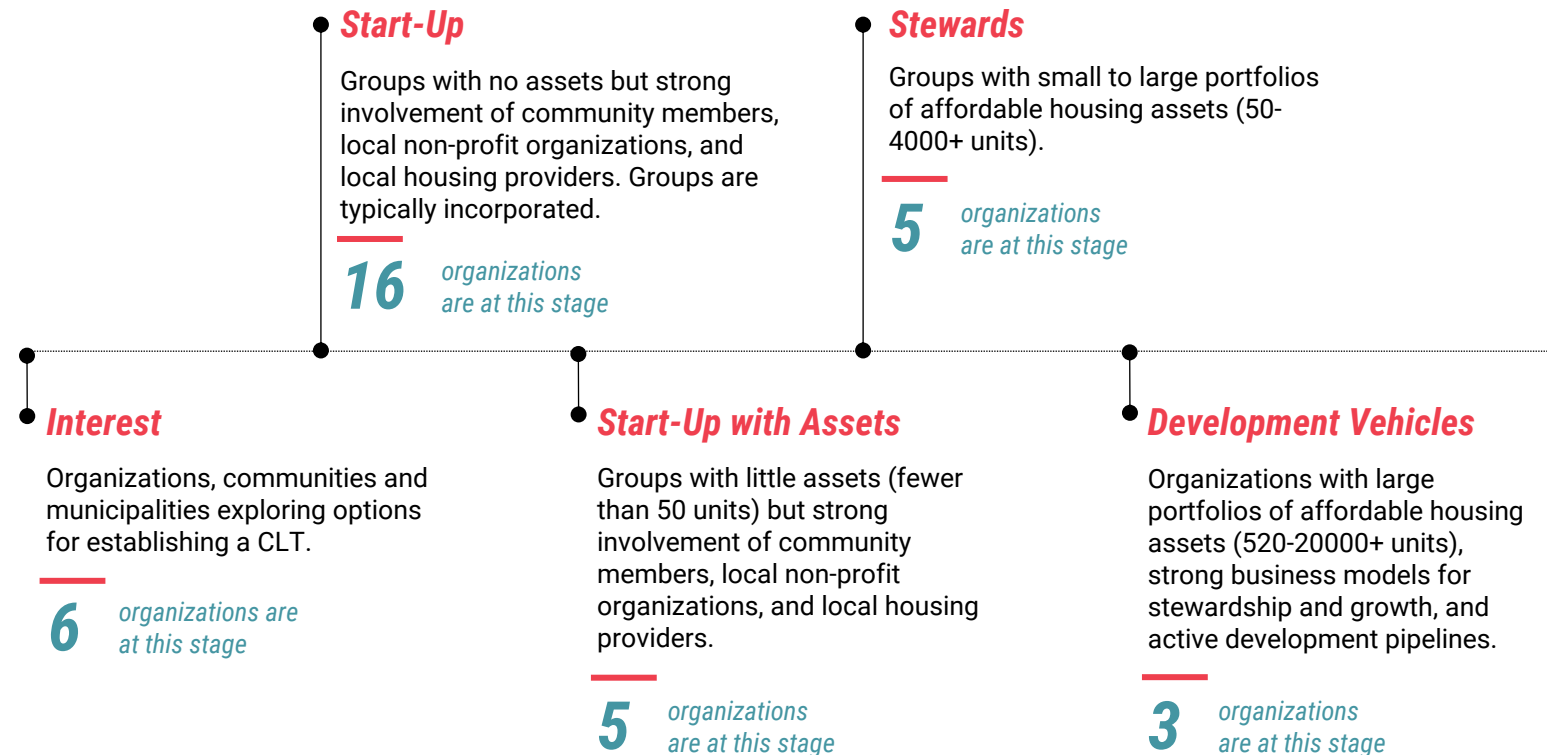 Start-Up
Groups with no assets but strong
involvement of community members,
local non-profit organizations, and
local housing providers. Groups are
typically incorporated.
16
organizations
are at this stage
Stewards
Groups with small to large portfolios
of affordable housing assets (50-
4000+ units).
5
organizations
are at this stage
Interest
Organizations, communities and
municipalities exploring options
for establishing a CLT.
6
organizations are
at this stage
Start-Up with Assets
Groups with little assets (fewer
than 50 units) but strong
involvement of community
members, local non-profit
organizations, and local housing
providers.
5
organizations
are at this stage
Development Vehicles
Organizations with large
portfolios of affordable housing
assets (520-20000+ units),
strong business models for
stewardship and growth, and
active development pipelines.
3
organizations
are at this stage